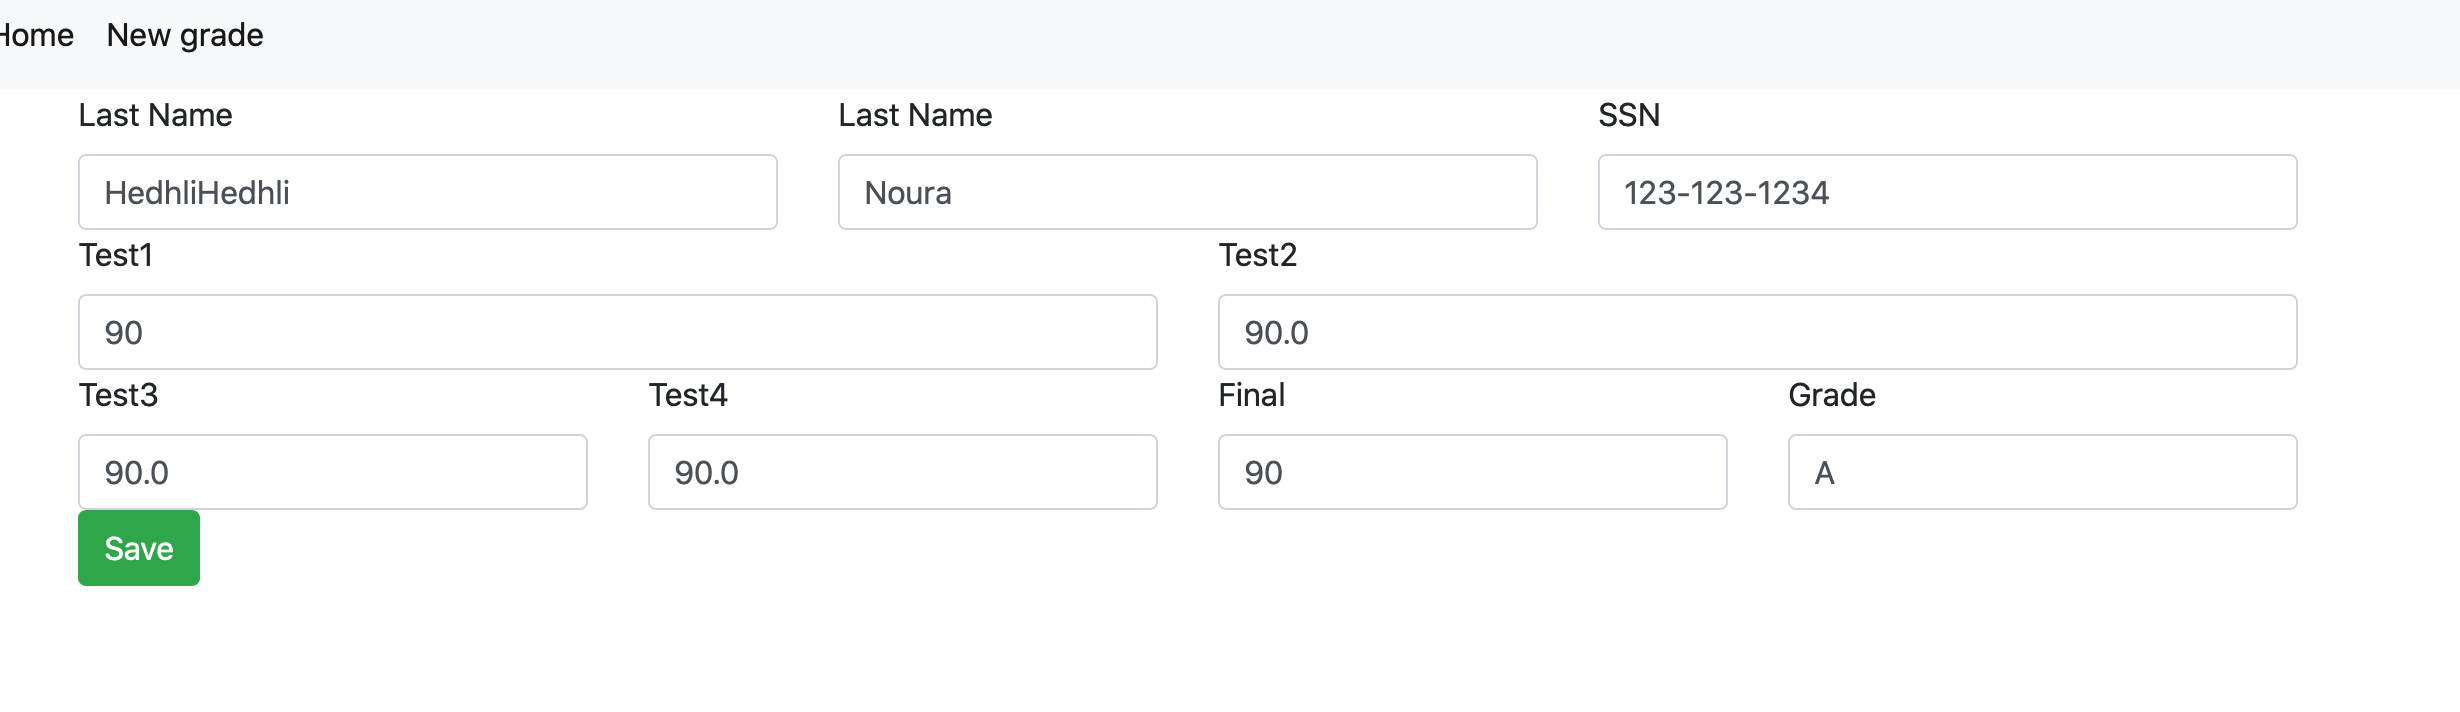 Home New grade
Last Name Last Name SSN
HedhliHedhli Noura 123-123-1234
Test1 Test2
90 90.0
Test3 Test4 Final Grade
90.0 90.0 90 A
Save